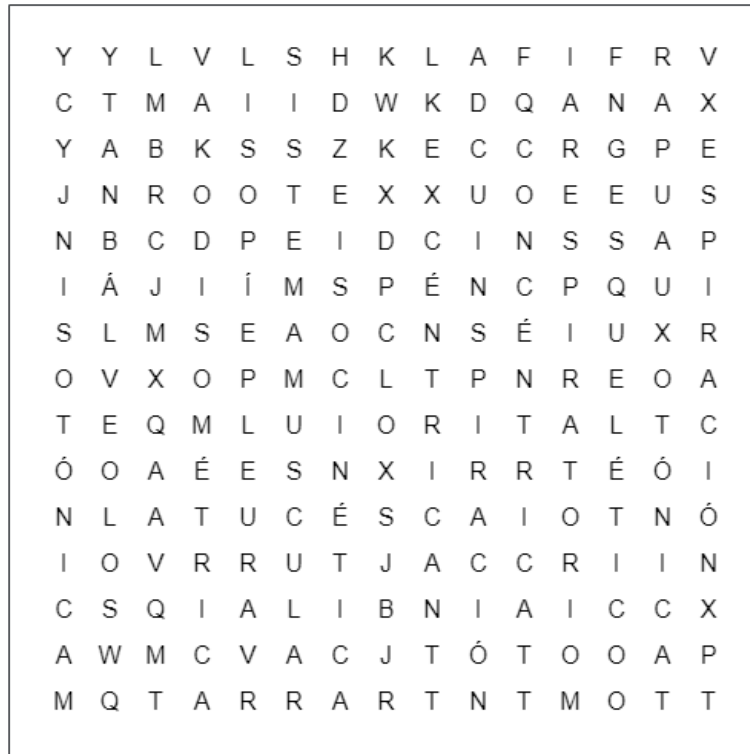 Y Y L V L S H K L A F I F R V
C T M A I I D W K D Q A N A X
Y A B K S S Z K E C C R G P E
J N R O O T E X X U O E E U S
N B C D P E I D C I N S S A P
I Á J I Í M S P É N C P Q U I
S L M S E A O C N S É I U X R
O V X O P M C L T P N R E O A
T E Q M L U I O R I T A L T C
Ó O A É E S N X I R R T É Ó I
N L A T U C É S C A I O T N Ó
I O V R R U T J A C C R I I N
C S Q I A L I B N I A I C C X
A W M C V A C J T Ó T O O A P
M Q T A R R A R T N T M O T T